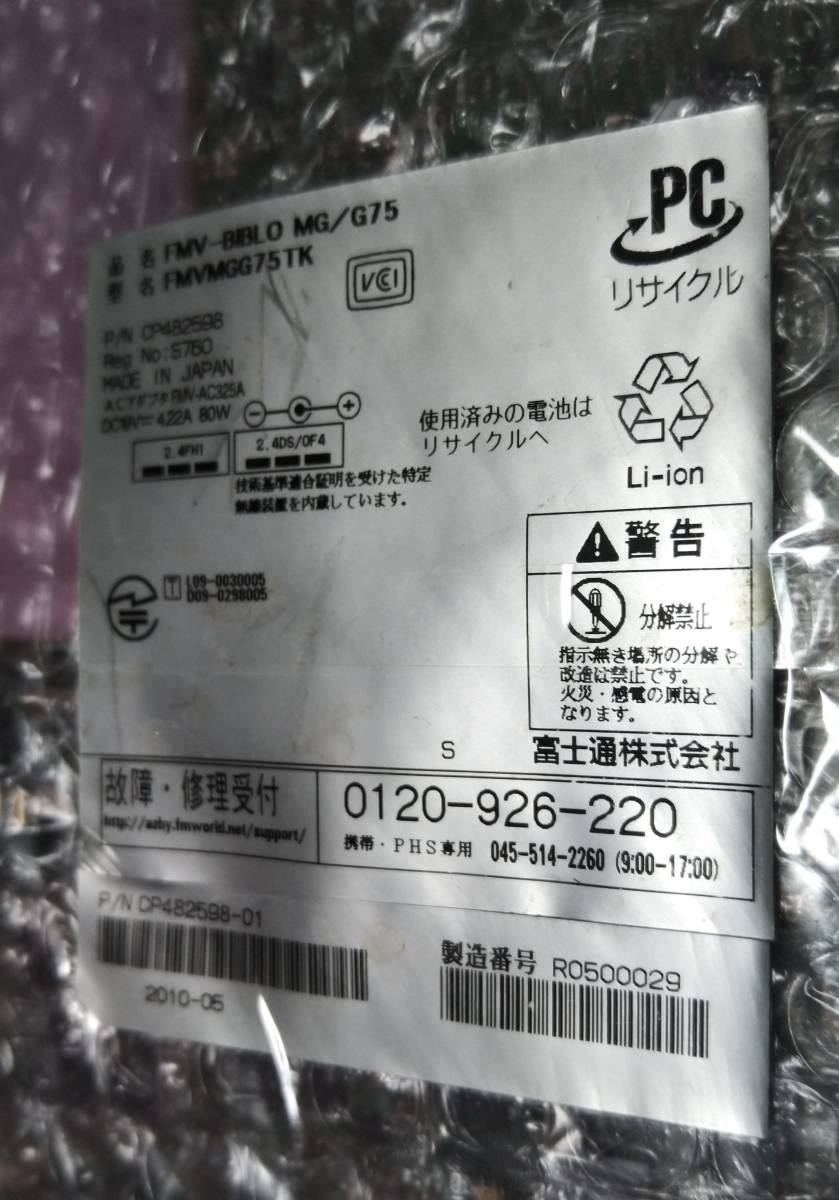 品 名 FMV-BIBLO MG/G75
型 名 FMVMGG75TK
VCCI
PC
リサイクル
P/N CP482598
Reg No:S760
MADE IN JAPAN
ACアダプタ FMV-AC325A
DC19V 4.22A 80W
2.4FH1
2.4DS/OF4
技術基準適合証明を受けた特定
無線装置を内蔵しています。
使用済みの電池は
リサイクルへ
Li-ion
警告
分解禁止
指示無き場所の分解や
改造は禁止です。
火災・感電の原因と
なります。
T L09-0030005
D09-0298005
S
富士通株式会社
故障・修理受付
http://azby.fmworld.net/support/
0120-926-220
携帯・PHS専用 045-514-2260 (9:00-17:00)
P/N CP482598-01
2010-05
製造番号 R0500029